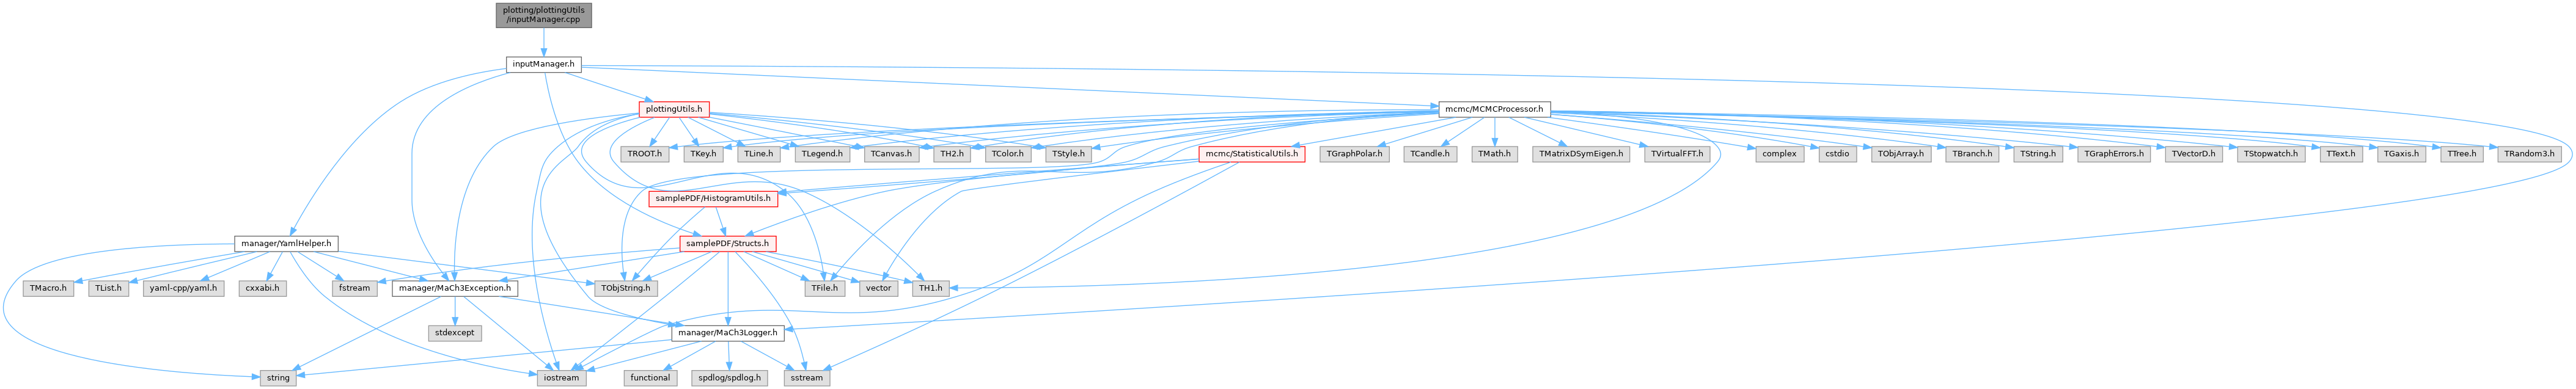 plotting/plottingUtils
/inputManager.cpp
inputManager.h
plottingUtils.h
mcmc/MCMCProcessor.h
TROOT.h
TKey.h
TLine.h
TLegend.h
TCanvas.h
TH2.h
TColor.h
TStyle.h
mcmc/StatisticalUtils.h
TGraphPolar.h
TCandle.h
TMath.h
TMatrixDSymEigen.h
TVirtualFFT.h
complex
cstdio
TObjArray.h
TBranch.h
TString.h
TGraphErrors.h
TVectorD.h
TStopwatch.h
TText.h
TGaxis.h
TTree.h
TRandom3.h
samplePDF/HistogramUtils.h
manager/YamlHelper.h
samplePDF/Structs.h
TMacro.h
TList.h
yaml-cpp/yaml.h
cxxabi.h
fstream
manager/MaCh3Exception.h
TObjString.h
TFile.h
vector
TH1.h
stdexcept
manager/MaCh3Logger.h
string
iostream
functional
spdlog/spdlog.h
sstream